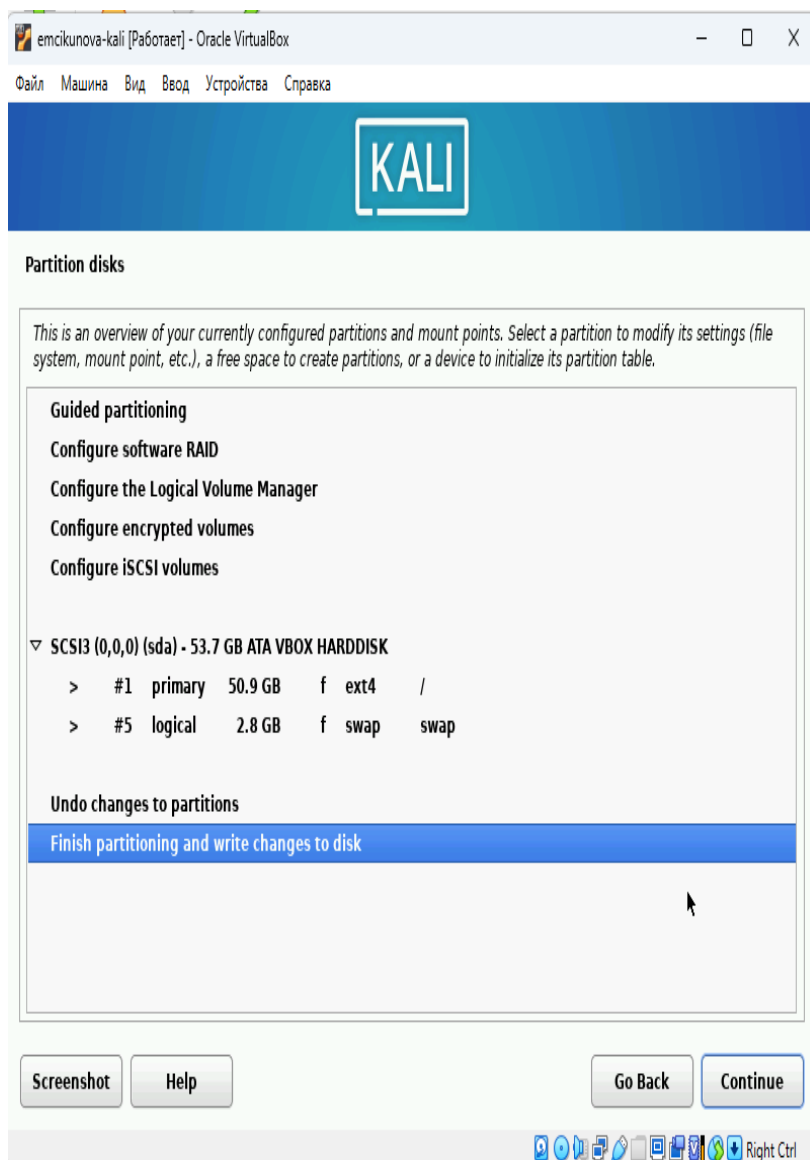 emcikunova-kali [Работает] - Oracle VirtualBox
Файл Машина Вид Ввод Устройства Справка
KALI
Partition disks
This is an overview of your currently configured partitions and mount points. Select a partition to modify its settings (file
system, mount point, etc.), a free space to create partitions, or a device to initialize its partition table.
Guided partitioning
Configure software RAID
Configure the Logical Volume Manager
Configure encrypted volumes
Configure iSCSI volumes
SCSI3 (0,0,0) (sda) - 53.7 GB ATA VBOX HARDDISK
> #1 primary 50.9 GB f ext4 /
> #5 logical 2.8 GB f swap swap
Undo changes to partitions
Finish partitioning and write changes to disk
Screenshot Help Go Back Continue
Right Ctrl